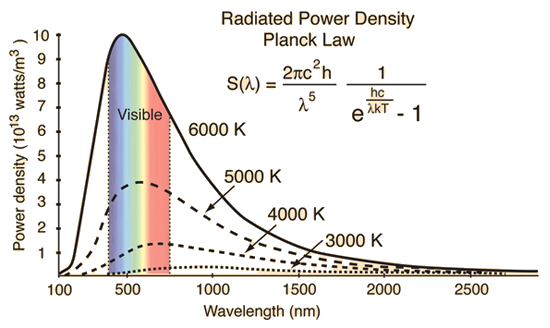 Radiated Power Density
Planck Law
S(λ) = 2πc²h / λ⁵ 1 / e^(hc/λkT) - 1
Power density (10¹³ watts/m³)
10
9
8
7
6
5
4
3
2
1
Visible
6000 K
5000 K
4000 K
3000 K
100 500 1000 1500 2000 2500
Wavelength (nm)